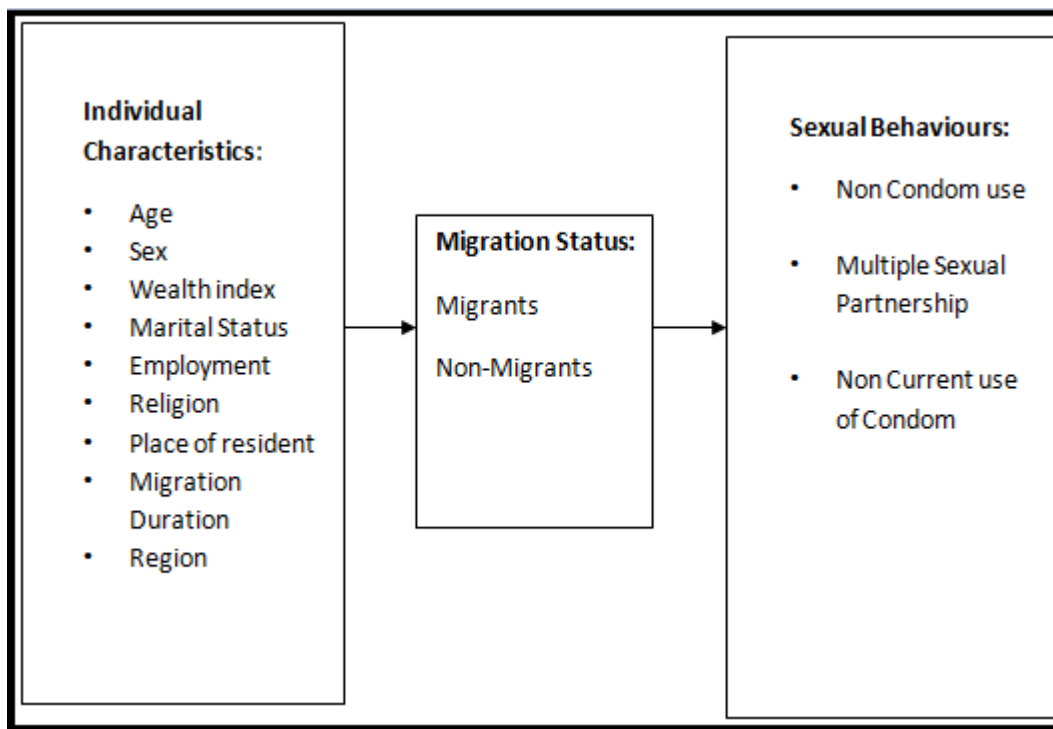 Individual
Characteristics:
• Age
• Sex
• Wealth index
• Marital Status
• Employment
• Religion
• Place of resident
• Migration
Duration
• Region
Migration Status:
Migrants
Non-Migrants
Sexual Behaviours:
• Non Condom use
• Multiple Sexual
Partnership
• Non Current use
of Condom